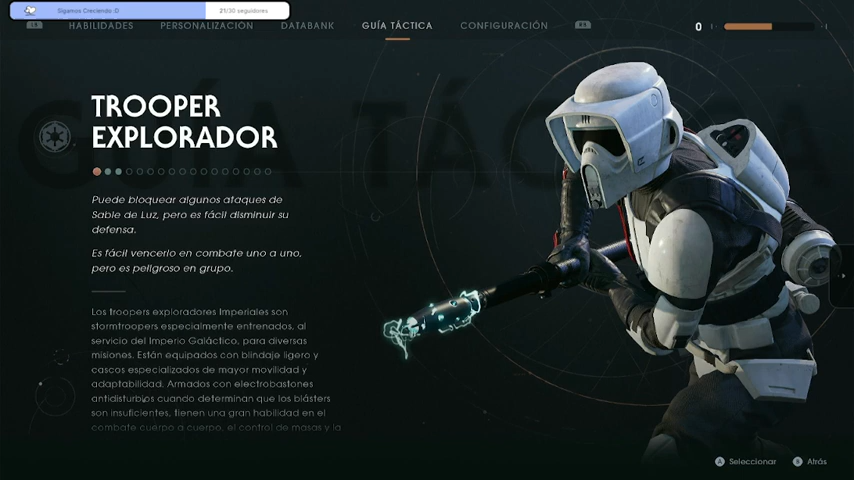 Sigamos Creciendo :D 21/30 seguidores
HABILIDADES PERSONALIZACIÓN DATABANK GUÍA TÁCTICA CONFIGURACIÓN
0
GUÍA TÁCTICA
TROOPER
EXPLORADOR
Puede bloquear algunos ataques de
Sable de Luz, pero es fácil disminuir su
defensa.
Es fácil vencerlo en combate uno a uno,
pero es peligroso en grupo.
Los troopers exploradores Imperiales son
stormtroopers especialmente entrenados, al
servicio del Imperio Galáctico, para diversas
misiones. Están equipados con blindaje ligero y
cascos especializados de mayor movilidad y
adaptabilidad. Armados con electrobastones
antidisturbios cuando determinan que los blásters
son insuficientes, tienen una gran habilidad en el
combate cuerpo a cuerpo, el control de masas y la
A Seleccionar B Atrás